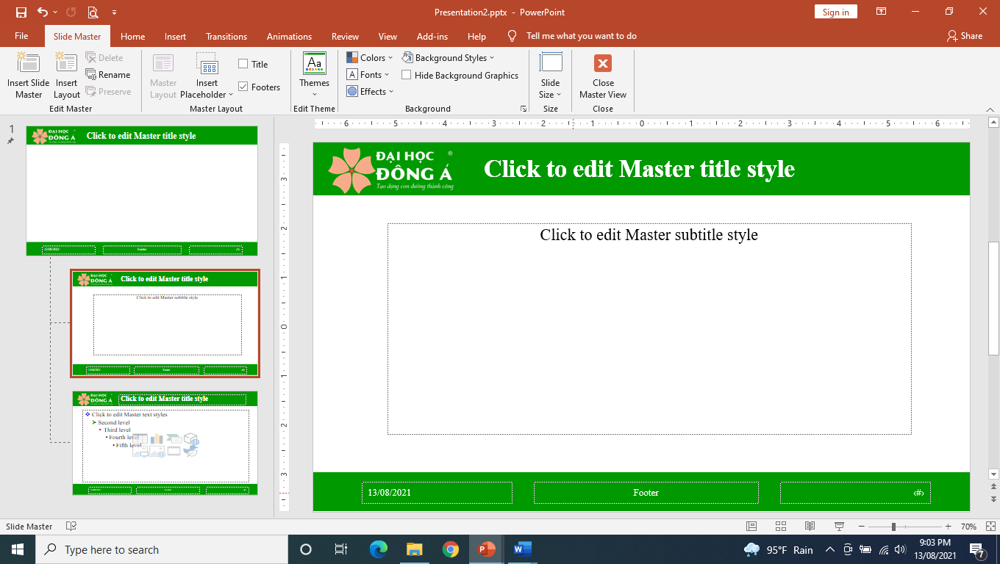 Presentation2.pptx - PowerPoint
Sign in
File Slide Master Home Insert Transitions Animations Review View Add-ins Help Tell me what you want to do Share
Insert Slide Master
Insert Layout
Delete
Rename
Preserve
Edit Master
Master Layout
Insert Placeholder
Title
Footers
Master Layout
Themes
Edit Theme
Colors
Fonts
Effects
Background Styles
Hide Background Graphics
Background
Slide Size
Size
Close Master View
Close
1
ĐẠI HỌC
ĐÔNG Á
Click to edit Master title style
13/08/2021 Footer ‹#›
ĐẠI HỌC
ĐÔNG Á
Click to edit Master title style
Click to edit Master subtitle style
13/08/2021 Footer ‹#›
ĐẠI HỌC
ĐÔNG Á
Click to edit Master title style
❖ Click to edit Master text styles
➢ Second level
• Third level
• Fourth level
• Fifth level
Footer
6 5 4 3 2 1 0 1 2 3 4 5 6
3
2
1
0
1
2
3
ĐẠI HỌC ®
ĐÔNG Á
Tạo dựng con đường thành công
Click to edit Master title style
Click to edit Master subtitle style
13/08/2021 Footer ‹#›
Slide Master
70%
Type here to search
95°F Rain
9:03 PM
13/08/2021
7